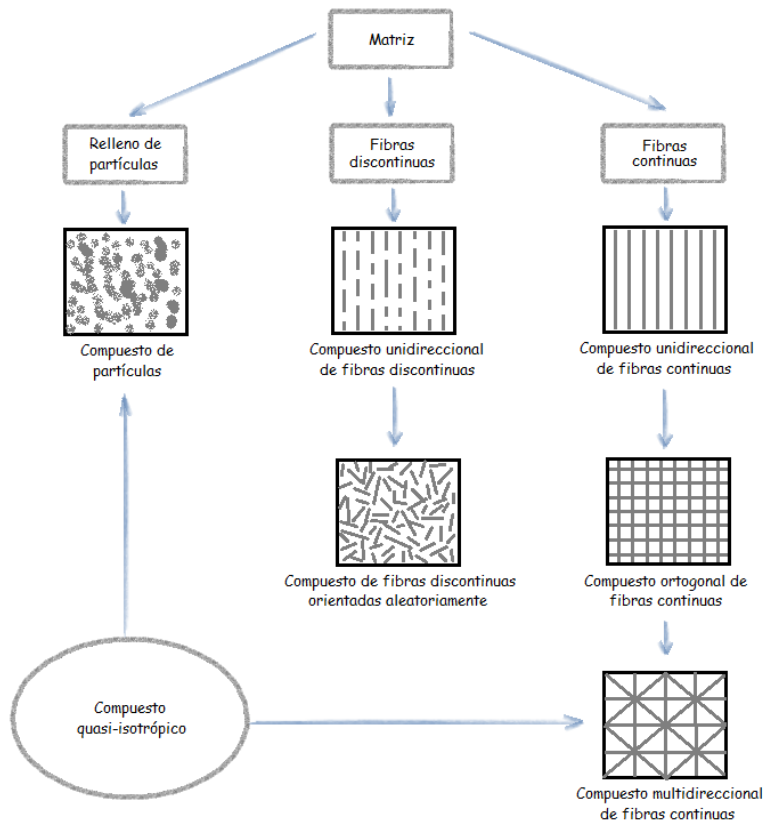 Matriz
Relleno de
partículas
Fibras
discontinuas
Fibras
continuas
Compuesto de
partículas
Compuesto unidireccional
de fibras discontinuas
Compuesto unidireccional
de fibras continuas
Compuesto de fibras discontinuas
orientadas aleatoriamente
Compuesto ortogonal de
fibras continuas
Compuesto
quasi-isotrópico
Compuesto multidireccional
de fibras continuas